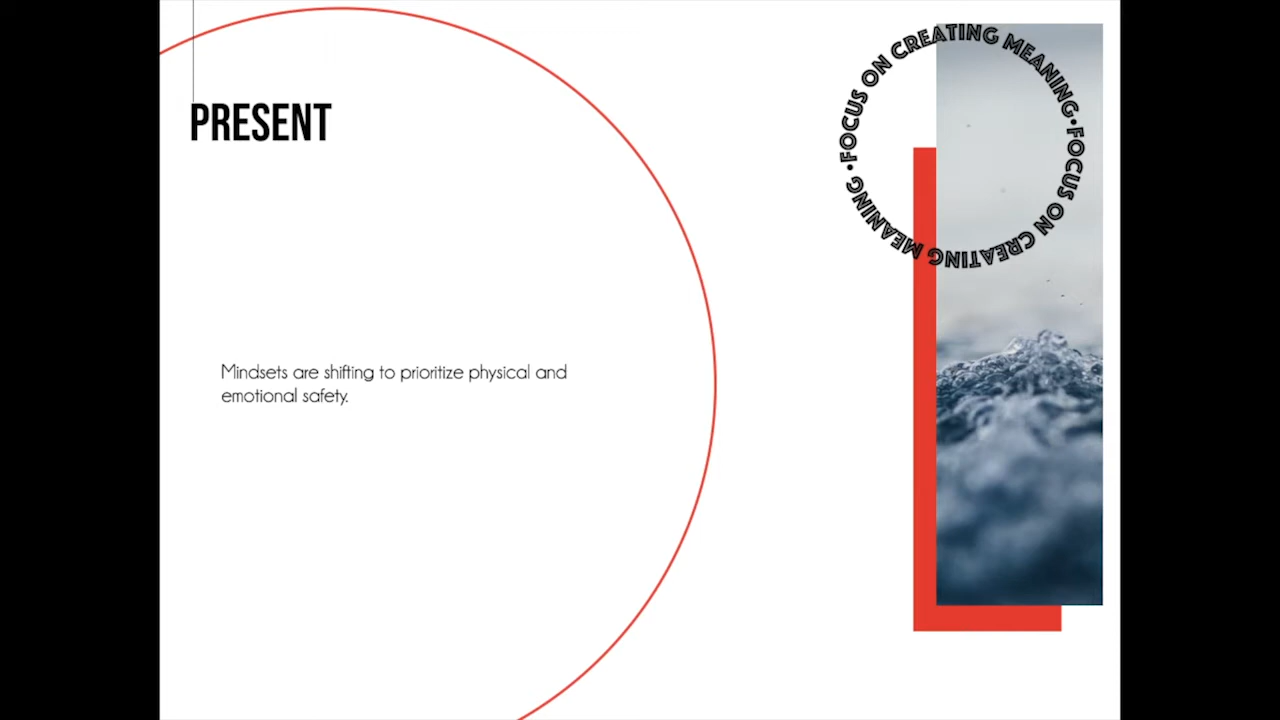 PRESENT
Mindsets are shifting to prioritize physical and
emotional safety.
FOCUS ON CREATING MEANING•FOCUS ON CREATING MEANING•